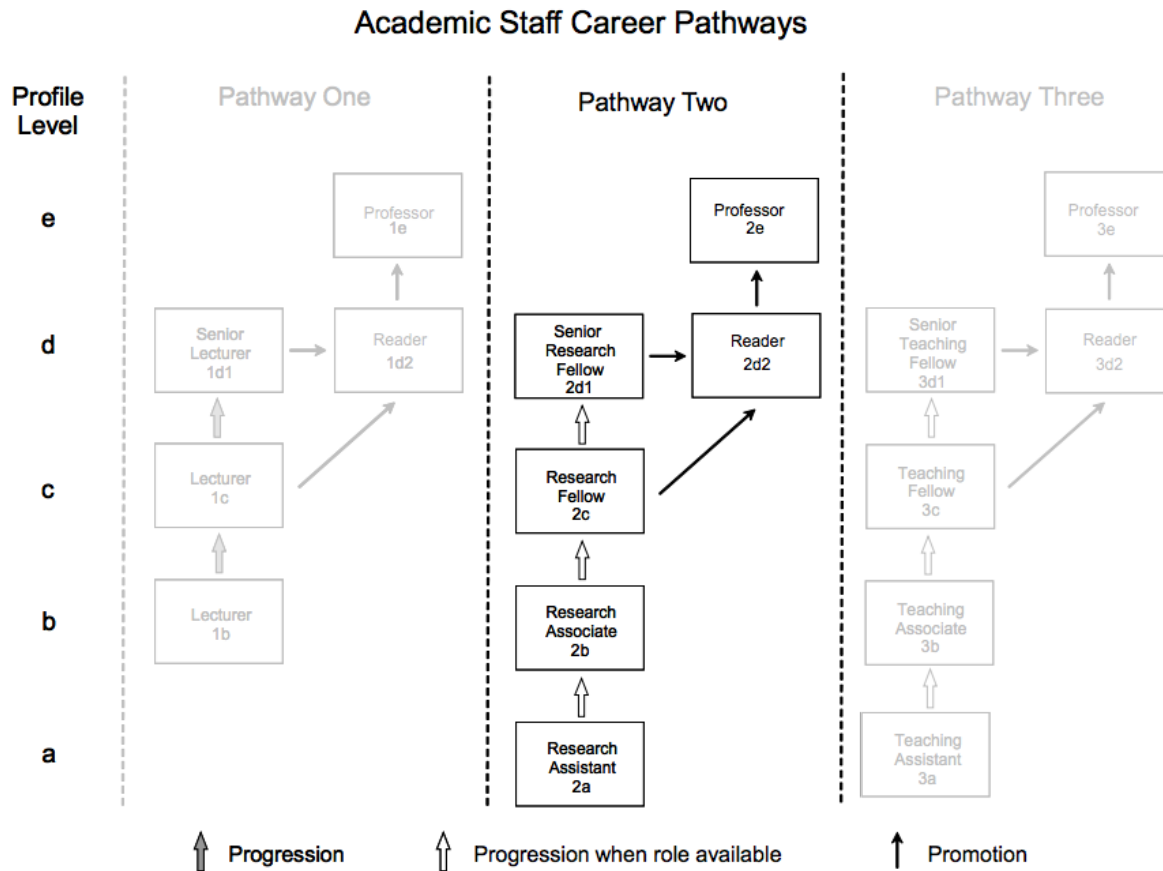 Academic Staff Career Pathways
Profile
Level
Pathway One
Pathway Two
Pathway Three
e
Professor
1e
Professor
2e
Professor
3e
d
Senior
Lecturer
1d1
Reader
1d2
Senior
Research
Fellow
2d1
Reader
2d2
Senior
Teaching
Fellow
3d1
Reader
3d2
c
Lecturer
1c
Research
Fellow
2c
Teaching
Fellow
3c
b
Lecturer
1b
Research
Associate
2b
Teaching
Associate
3b
a
Research
Assistant
2a
Teaching
Assistant
3a
Progression
Progression when role available
Promotion